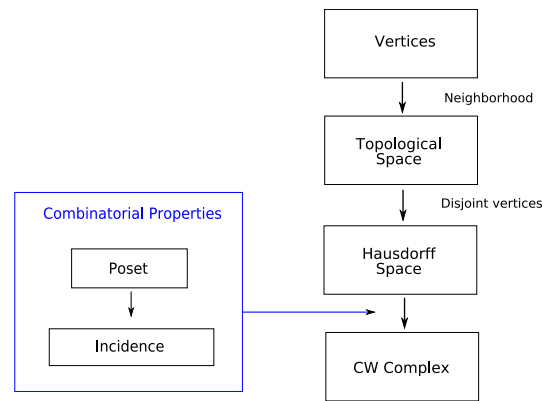 Vertices
Neighborhood
Topological
Space
Disjoint vertices
Combinatorial Properties
Poset
Incidence
Hausdorff
Space
CW Complex